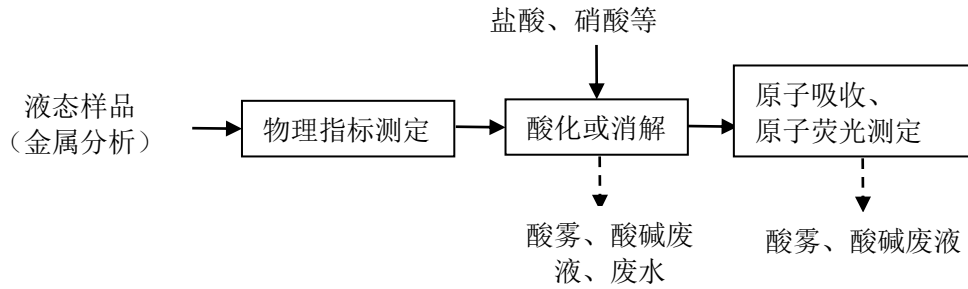 盐酸、硝酸等
液态样品
（金属分析）
物理指标测定
酸化或消解
原子吸收、
原子荧光测定
酸雾、酸碱废
液、废水
酸雾、酸碱废液